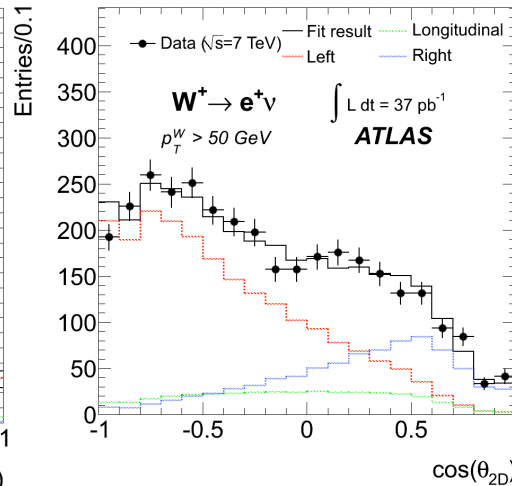 Entries/0.1
400
350
300
250
200
150
100
50
0
Data (√s=7 TeV)
Fit result
Left
Longitudinal
Right
W⁺→ e⁺ν
p_T^W > 50 GeV
∫ L dt = 37 pb⁻¹
ATLAS
1
-1
-0.5
0
0.5
cos(θ₂D)
)